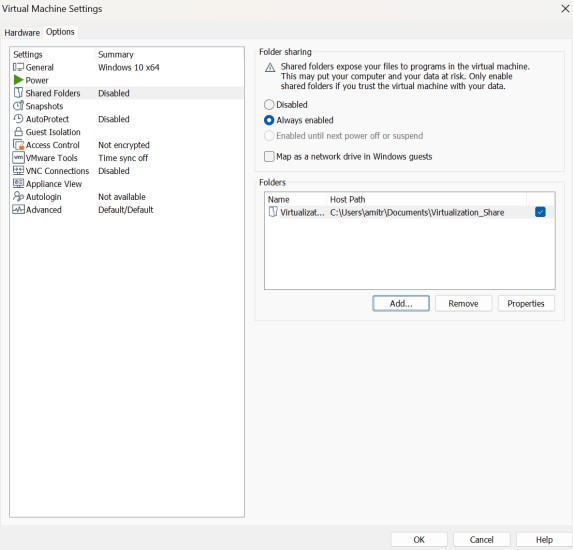 Virtual Machine Settings
Hardware Options
Settings Summary
General Windows 10 x64
Power
Shared Folders Disabled
Snapshots
AutoProtect Disabled
Guest Isolation
Access Control Not encrypted
vm VMware Tools Time sync off
VNC Connections Disabled
Appliance View
Autologin Not available
Advanced Default/Default
Folder sharing
Shared folders expose your files to programs in the virtual machine.
This may put your computer and your data at risk. Only enable
shared folders if you trust the virtual machine with your data.
Disabled
Always enabled
Enabled until next power off or suspend
Map as a network drive in Windows guests
Folders
Name Host Path
Virtualizat... C:\Users\amitr\Documents\Virtualization_Share
Add... Remove Properties
OK Cancel Help